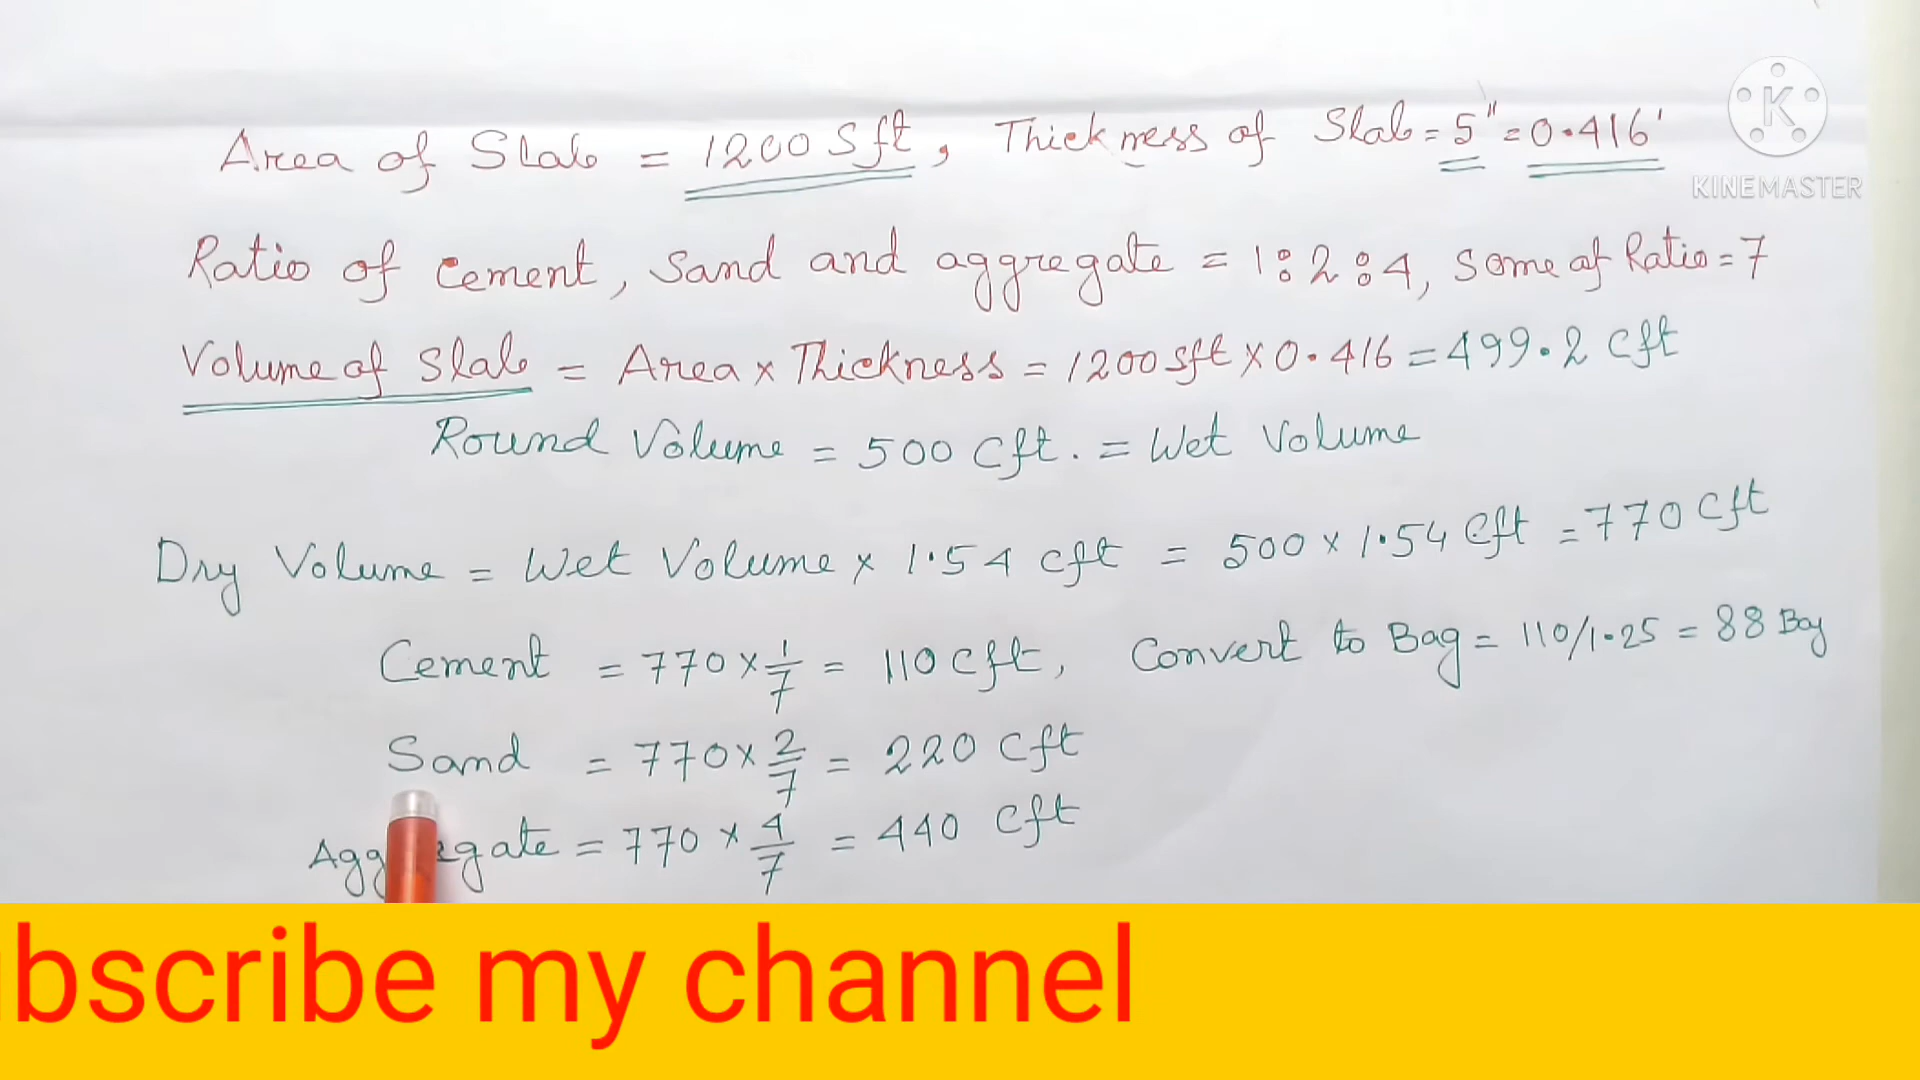 Area of Slab = 1200 Sft, Thickness of Slab = 5" = 0.416'
KINEMASTER
Ratio of Cement, Sand and aggregate = 1:2:4, Some of Ratio = 7
Volume of Slab = Area x Thickness = 1200 sft x 0.416 = 499.2 Cft
Round Volume = 500 Cft. = Wet Volume
Dry Volume = Wet Volume x 1.54 cft = 500 x 1.54 Cft = 770 Cft
Cement = 770 x 1/7 = 110 Cft, Convert to Bag = 110/1.25 = 88 Bag
Sand = 770 x 2/7 = 220 Cft
= 770 x 4/7 = 440 Cft
bscribe my channel